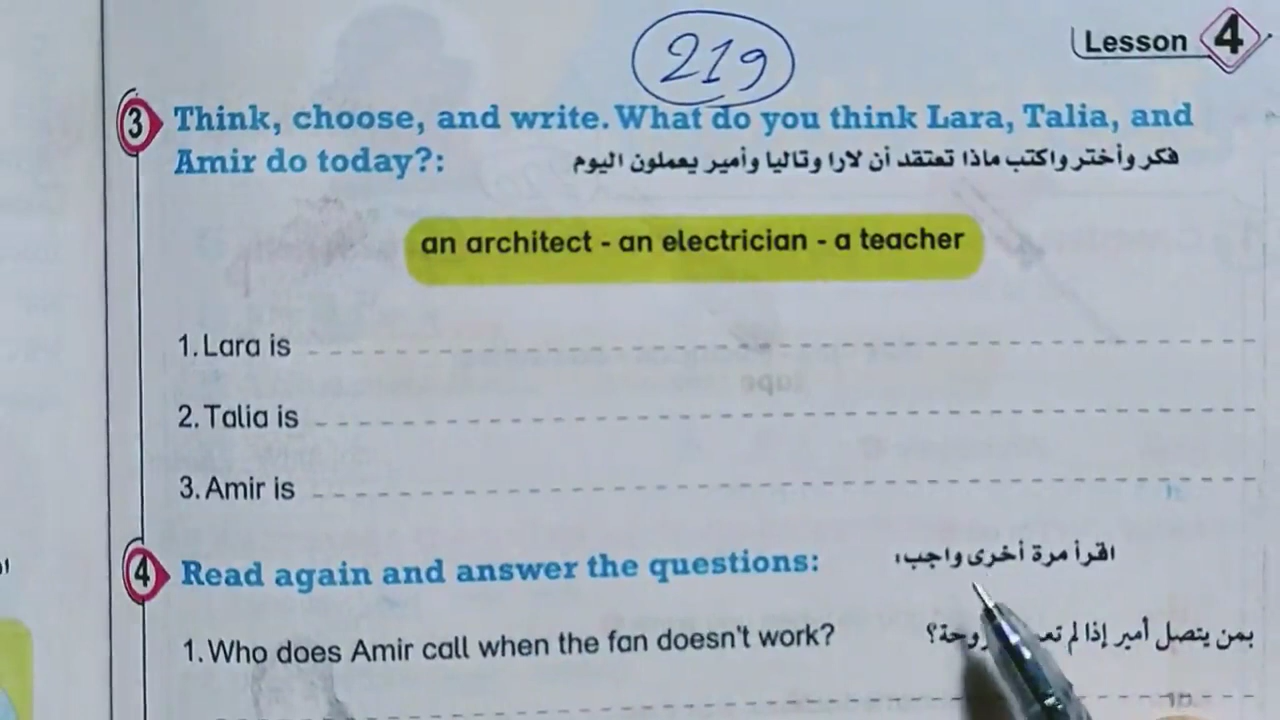 219
Lesson 4
3 Think, choose, and write. What do you think Lara, Talia, and
Amir do today?:
فكر وأختر واكتب ماذا تعتقد أن لارا وتاليا وأمير يعملون اليوم
an architect - an electrician - a teacher
1. Lara is
2. Talia is
3. Amir is
4 Read again and answer the questions:
اقرأ مرة أخرى واجب:
1. Who does Amir call when the fan doesn't work?
بمن يتصل أمير إذا لم